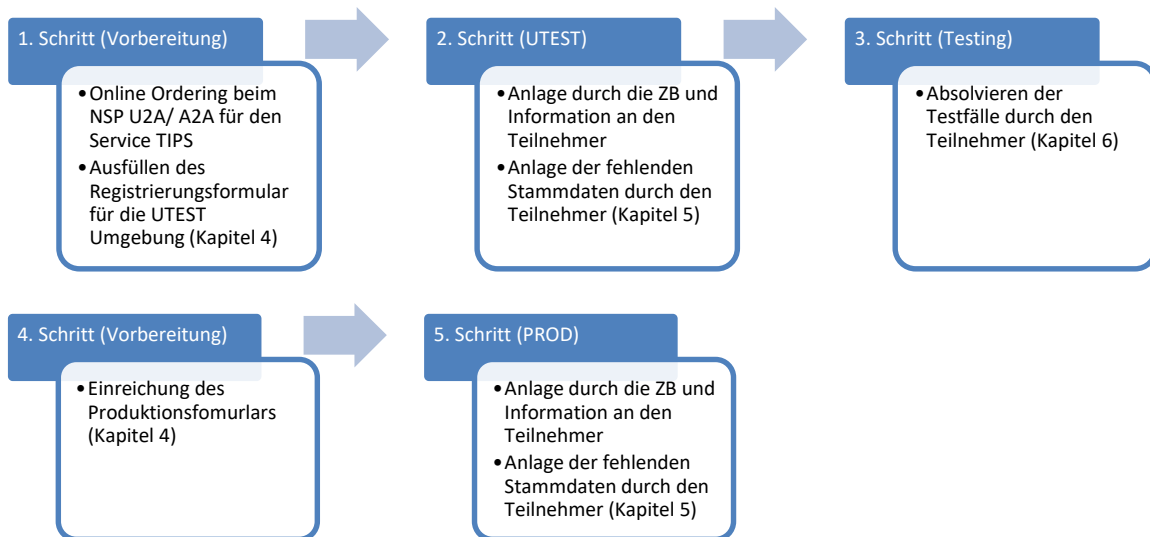 1. Schritt (Vorbereitung)
•Online Ordering beim
NSP U2A/ A2A für den
Service TIPS
•Ausfüllen des
Registrierungsformular
für die UTEST
Umgebung (Kapitel 4)
2. Schritt (UTEST)
•Anlage durch die ZB und
Information an den
Teilnehmer
•Anlage der fehlenden
Stammdaten durch den
Teilnehmer (Kapitel 5)
3. Schritt (Testing)
•Absolvieren der
Testfälle durch den
Teilnehmer (Kapitel 6)
4. Schritt (Vorbereitung)
•Einreichung des
Produktionsfomurlars
(Kapitel 4)
5. Schritt (PROD)
•Anlage durch die ZB und
Information an den
Teilnehmer
•Anlage der fehlenden
Stammdaten durch den
Teilnehmer (Kapitel 5)